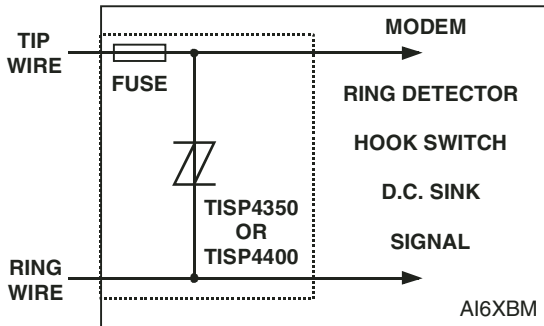 TIP
WIRE
FUSE
MODEM
RING DETECTOR
HOOK SWITCH
D.C. SINK
SIGNAL
TISP4350
OR
TISP4400
RING
WIRE
AI6XBM